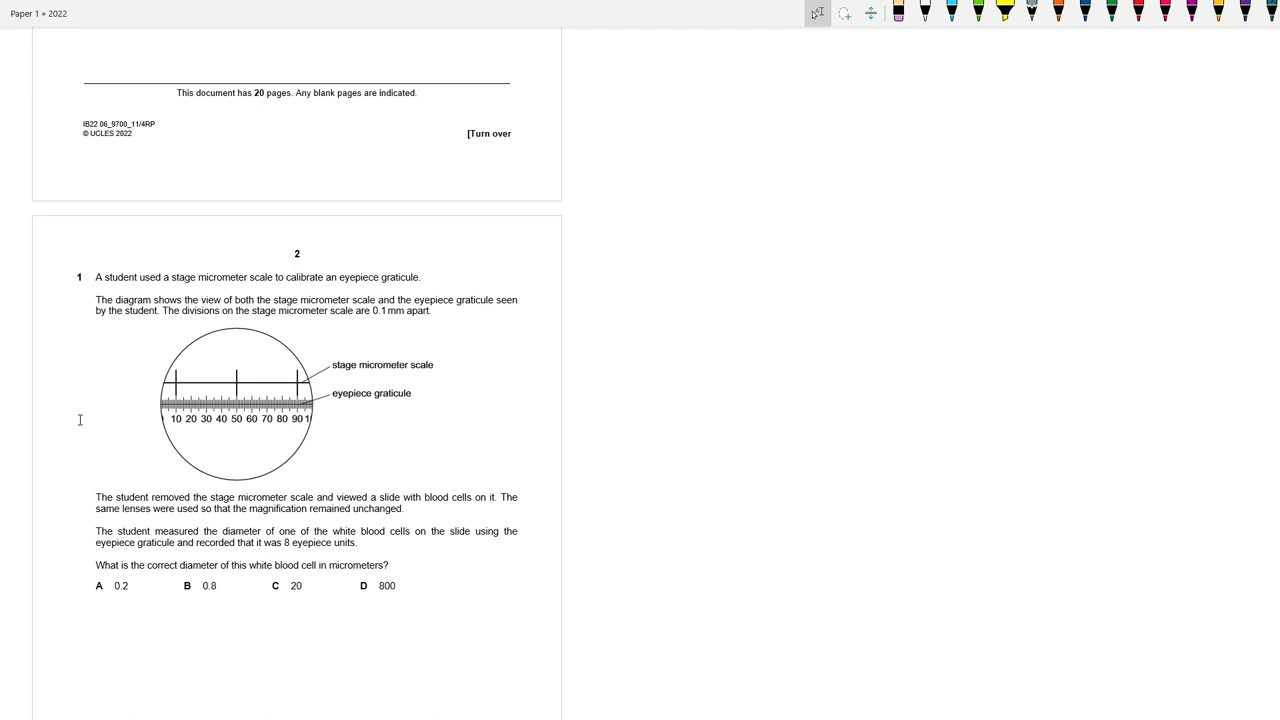 Paper 1 » 2022
This document has 20 pages. Any blank pages are indicated.
IB22 06_9700_11/4RP
© UCLES 2022
[Turn over
2
1 A student used a stage micrometer scale to calibrate an eyepiece graticule.
The diagram shows the view of both the stage micrometer scale and the eyepiece graticule seen
by the student. The divisions on the stage micrometer scale are 0.1 mm apart.
stage micrometer scale
eyepiece graticule
10 20 30 40 50 60 70 80 90
The student removed the stage micrometer scale and viewed a slide with blood cells on it. The
same lenses were used so that the magnification remained unchanged.
The student measured the diameter of one of the white blood cells on the slide using the
eyepiece graticule and recorded that it was 8 eyepiece units.
What is the correct diameter of this white blood cell in micrometers?
A 0.2 B 0.8 C 20 D 800